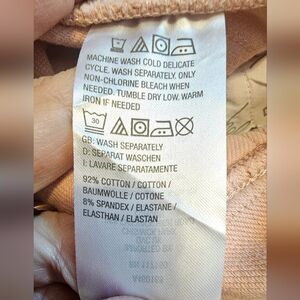 MACHINE WASH COLD DELICATE
CYCLE. WASH SEPARATELY. ONLY
NON-CHLORINE BLEACH WHEN
NEEDED. TUMBLE DRY LOW. WARM
IRON IF NEEDED
30
GB: WASH SEPARATELY
D: SEPARAT WASCHEN
I: LAVARE SEPARATAMENTE
92% COTTON / COTTON /
BAUMWOLLE / COTONE
8% SPANDEX / ELASTANE /
ELASTHAN / ELASTAN